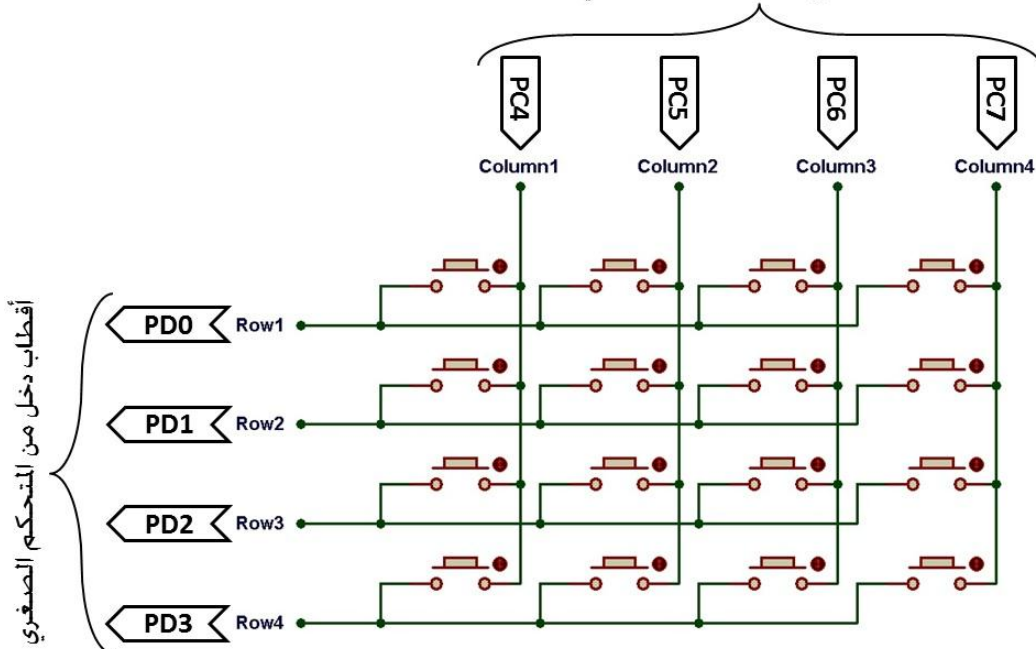 PC4
PC5
PC6
PC7
Column1
Column2
Column3
Column4
PD0
Row1
PD1
Row2
PD2
Row3
PD3
Row4
أقطاب دخل من المتحكم الصغري